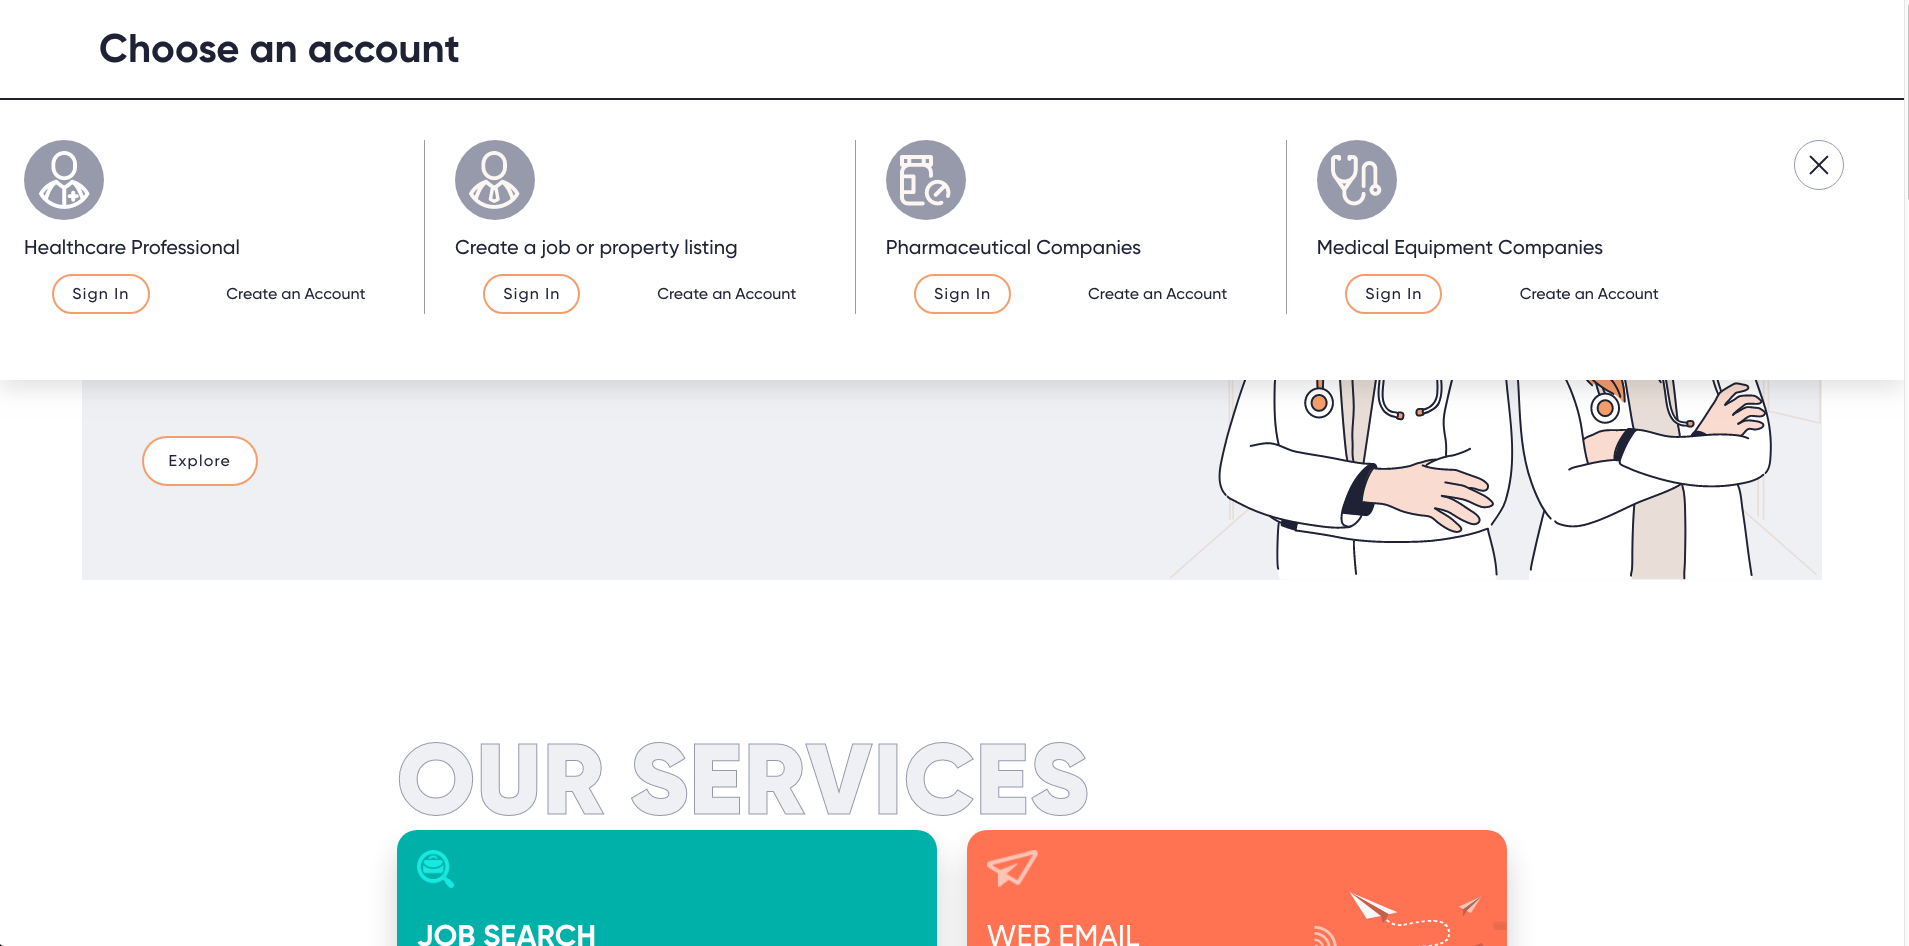 Choose an account
Healthcare Professional
Sign In
Create an Account
Create a job or property listing
Sign In
Create an Account
Pharmaceutical Companies
Sign In
Create an Account
Medical Equipment Companies
Sign In
Create an Account
Explore
OUR SERVICES
JOB SEARCH
WEB EMAIL